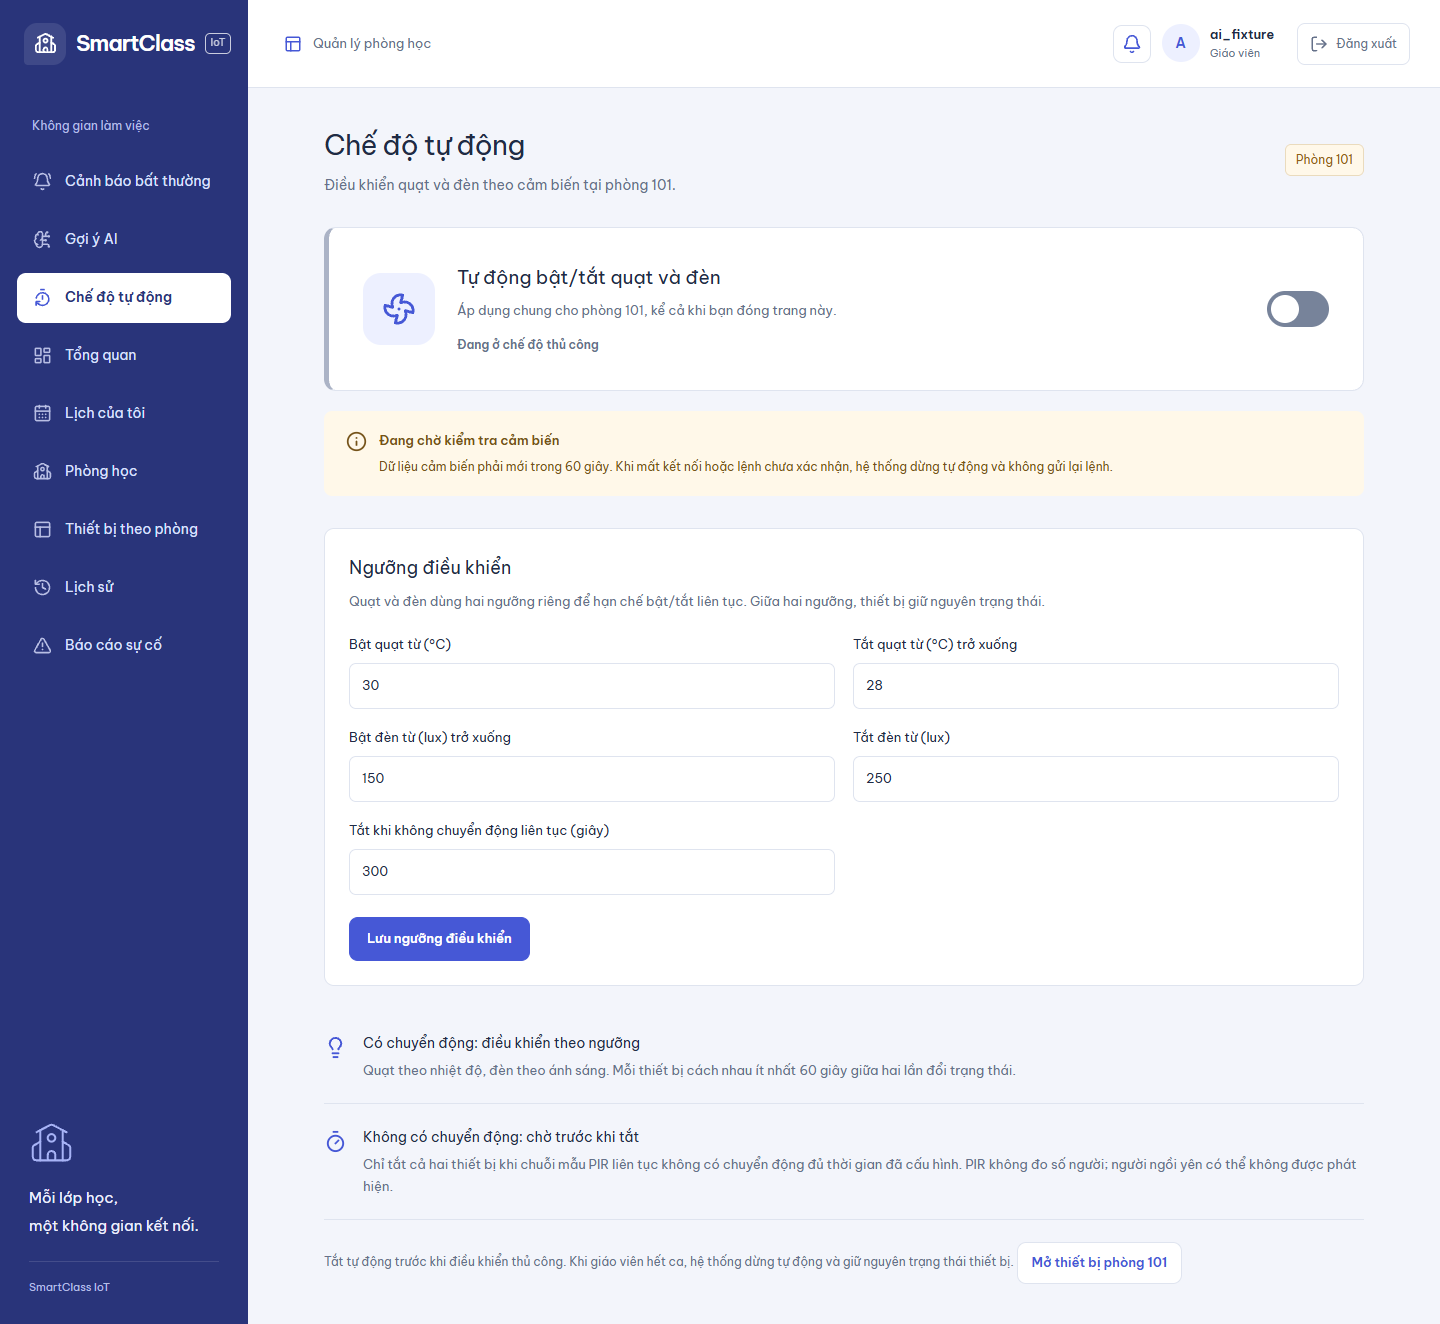 SmartClass IoT
Quản lý phòng học
A
ai_fixture
Giáo viên
Đăng xuất
Không gian làm việc
Cảnh báo bất thường
Gợi ý AI
Chế độ tự động
Tổng quan
Lịch của tôi
Phòng học
Thiết bị theo phòng
Lịch sử
Báo cáo sự cố
Mỗi lớp học,
một không gian kết nối.
SmartClass IoT
Chế độ tự động
Điều khiển quạt và đèn theo cảm biến tại phòng 101.
Phòng 101
Tự động bật/tắt quạt và đèn
Áp dụng chung cho phòng 101, kể cả khi bạn đóng trang này.
Đang ở chế độ thủ công
Đang chờ kiểm tra cảm biến
Dữ liệu cảm biến phải mới trong 60 giây. Khi mất kết nối hoặc lệnh chưa xác nhận, hệ thống dừng tự động và không gửi lại lệnh.
Ngưỡng điều khiển
Quạt và đèn dùng hai ngưỡng riêng để hạn chế bật/tắt liên tục. Giữa hai ngưỡng, thiết bị giữ nguyên trạng thái.
Bật quạt từ (°C)
30
Tắt quạt từ (°C) trở xuống
28
Bật đèn từ (lux) trở xuống
150
Tắt đèn từ (lux)
250
Tắt khi không chuyển động liên tục (giây)
300
Lưu ngưỡng điều khiển
Có chuyển động: điều khiển theo ngưỡng
Quạt theo nhiệt độ, đèn theo ánh sáng. Mỗi thiết bị cách nhau ít nhất 60 giây giữa hai lần đổi trạng thái.
Không có chuyển động: chờ trước khi tắt
Chỉ tắt cả hai thiết bị khi chuỗi mẫu PIR liên tục không có chuyển động đủ thời gian đã cấu hình. PIR không đo số người; người ngồi yên có thể không được phát
hiện.
Tắt tự động trước khi điều khiển thủ công. Khi giáo viên hết ca, hệ thống dừng tự động và giữ nguyên trạng thái thiết bị.
Mở thiết bị phòng 101